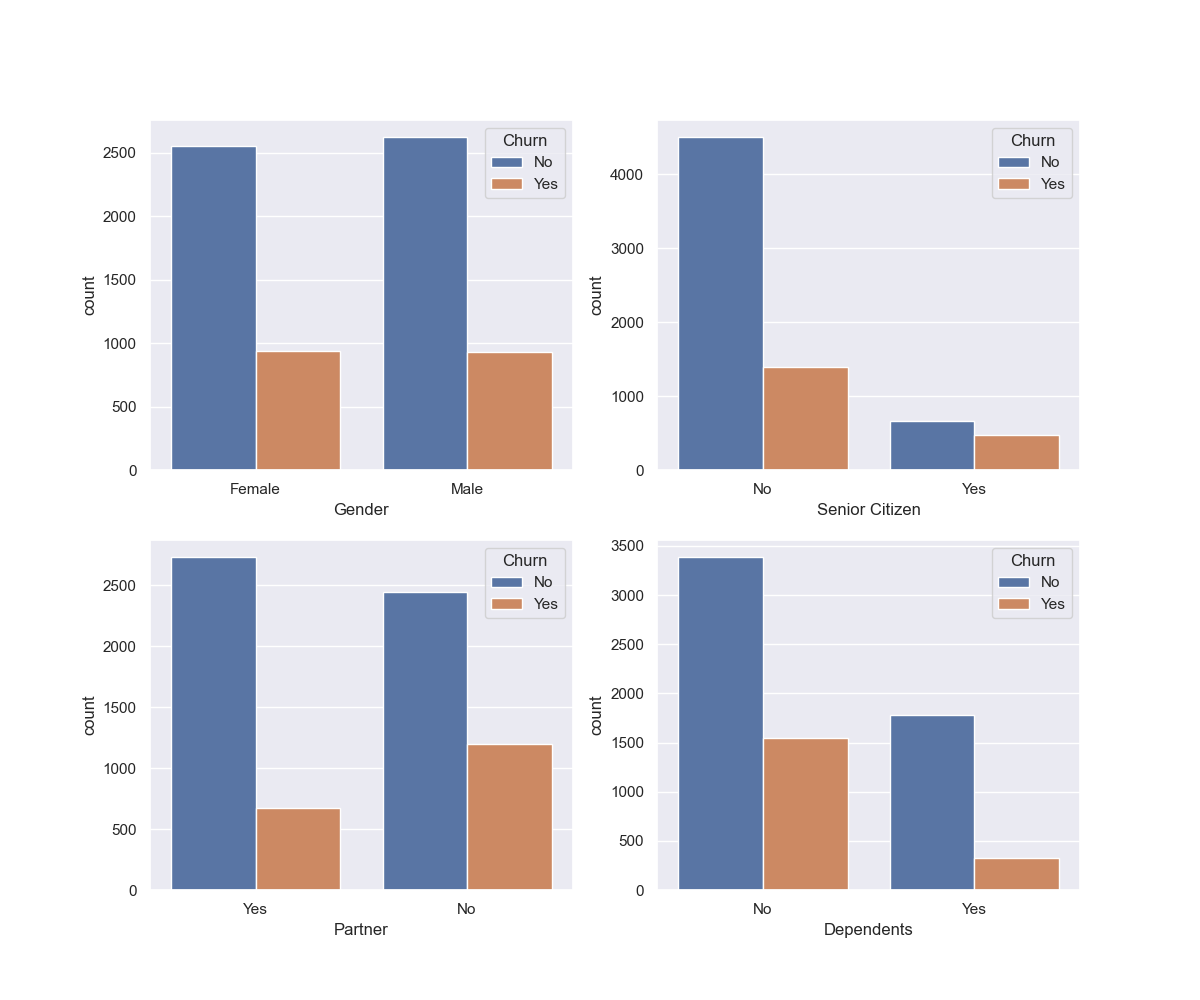 Churn
No
Yes
2500
2000
1500
1000
500
0
count
Female
Male
Gender
Churn
No
Yes
4000
3000
2000
1000
0
count
No
Yes
Senior Citizen
Churn
No
Yes
2500
2000
1500
1000
500
0
count
Yes
No
Partner
Churn
No
Yes
3500
3000
2500
2000
1500
1000
500
0
count
No
Yes
Dependents